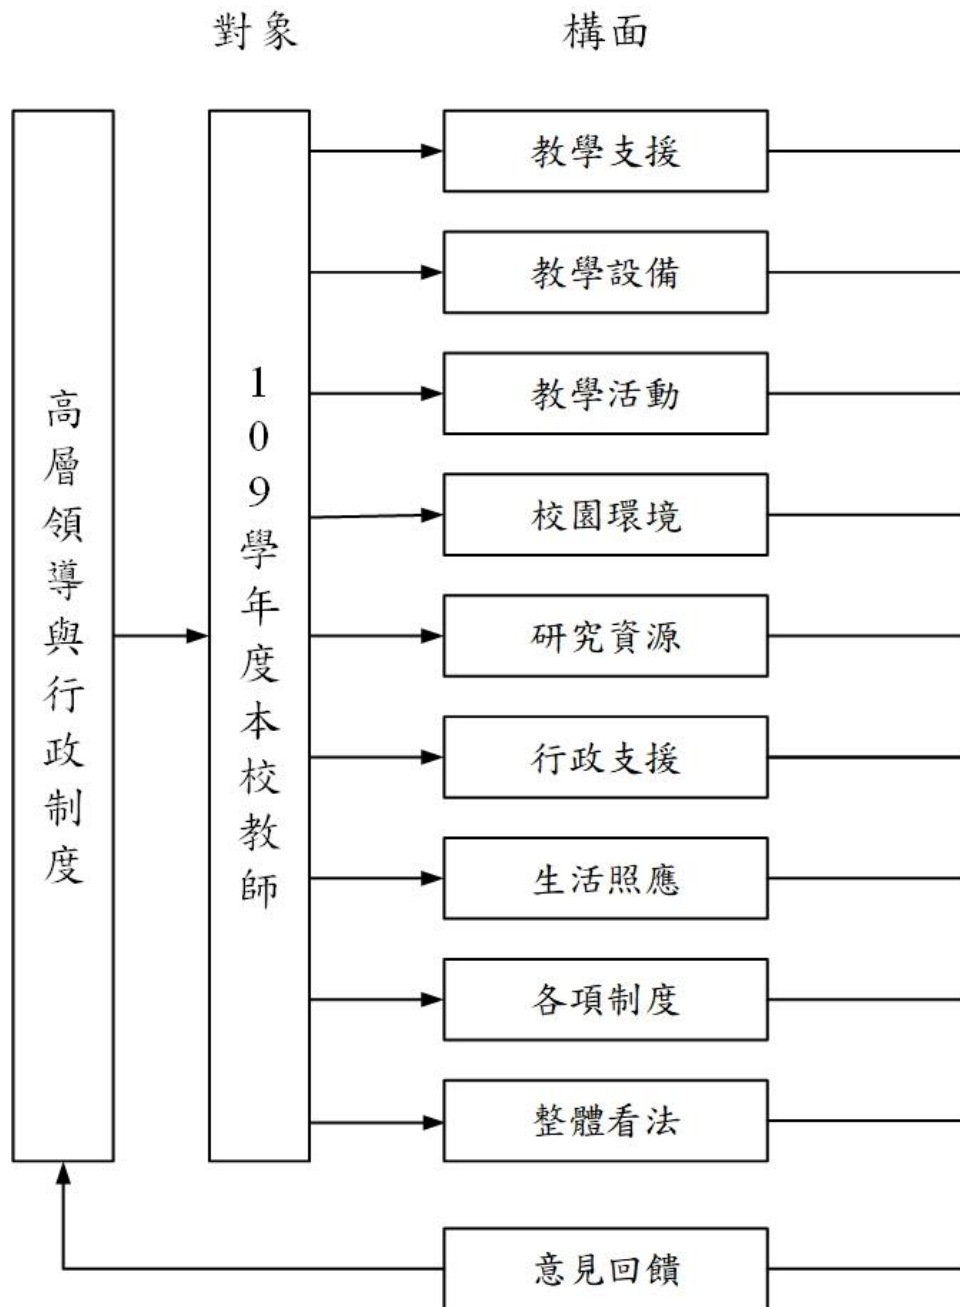 對象
構面
高層領導與行政制度
109學年度本校教師
教學支援
教學設備
教學活動
校園環境
研究資源
行政支援
生活照應
各項制度
整體看法
意見回饋